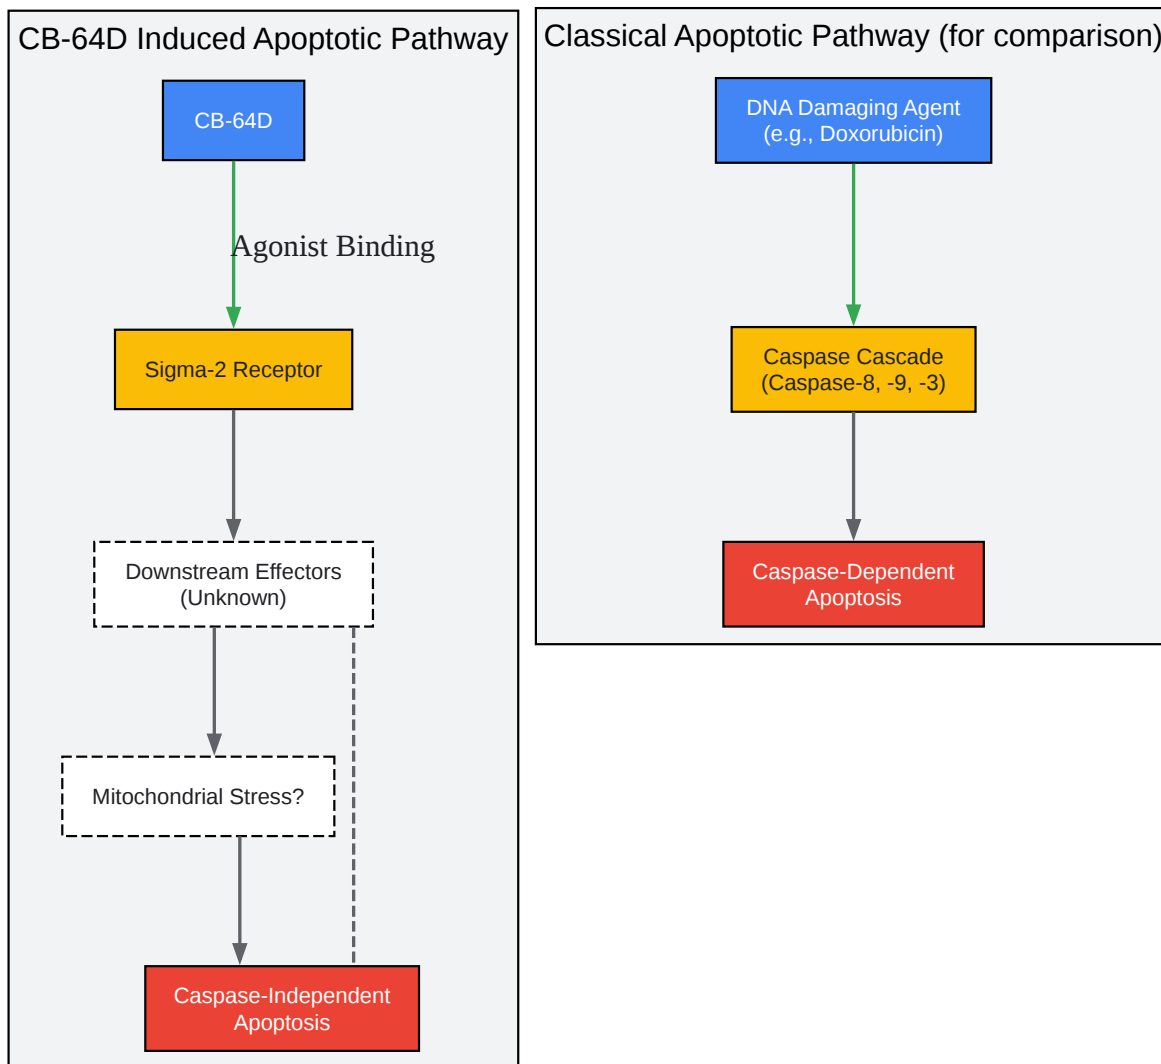 CB-64D Induced Apoptotic Pathway
CB-64D
Agonist Binding
Sigma-2 Receptor
Downstream Effectors
(Unknown)
Mitochondrial Stress?
Caspase-Independent
Apoptosis
Classical Apoptotic Pathway (for comparison)
DNA Damaging Agent
(e.g., Doxorubicin)
Caspase Cascade
(Caspase-8, -9, -3)
Caspase-Dependent
Apoptosis